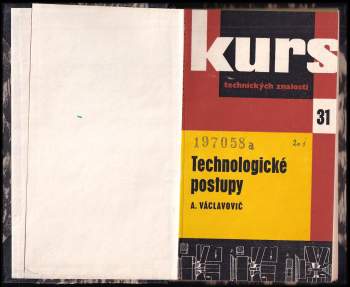 kurs
technických znalostí
31
197058a
Technologické
postupy
A. VÁCLAVOVIČ